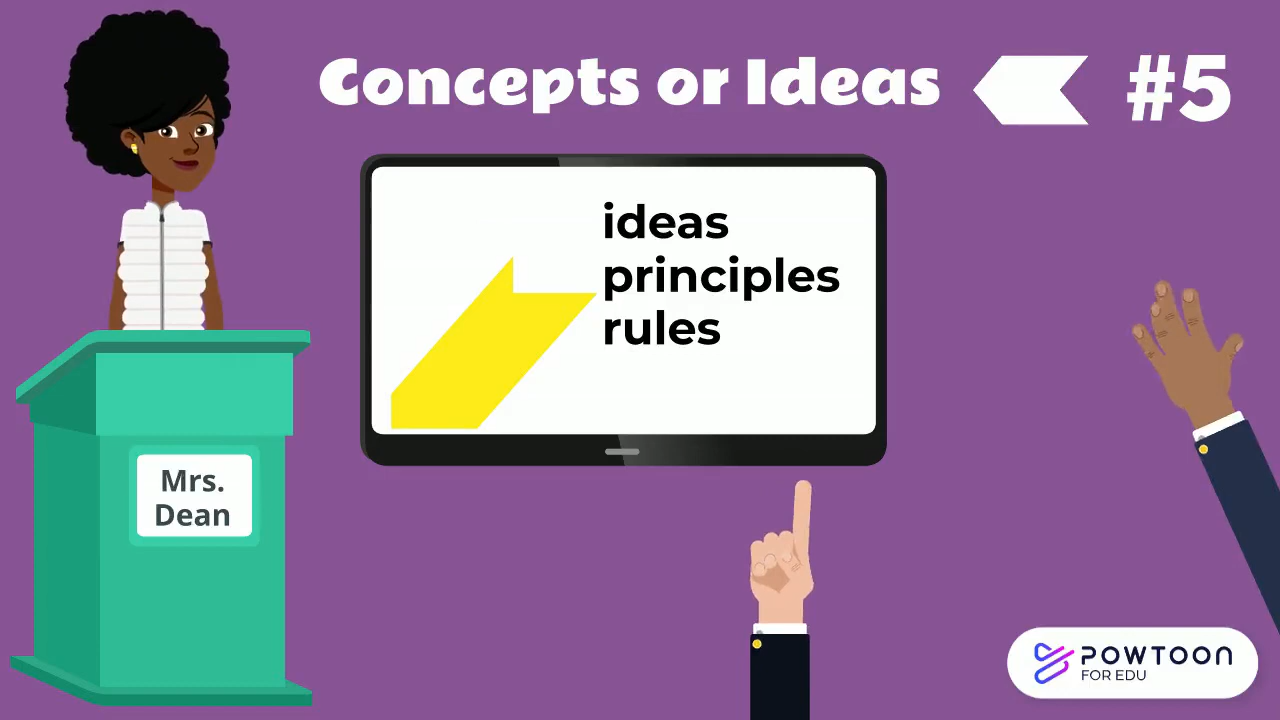 Concepts or Ideas #5
ideas
principles
rules
Mrs.
Dean
POWTOON
FOR EDU